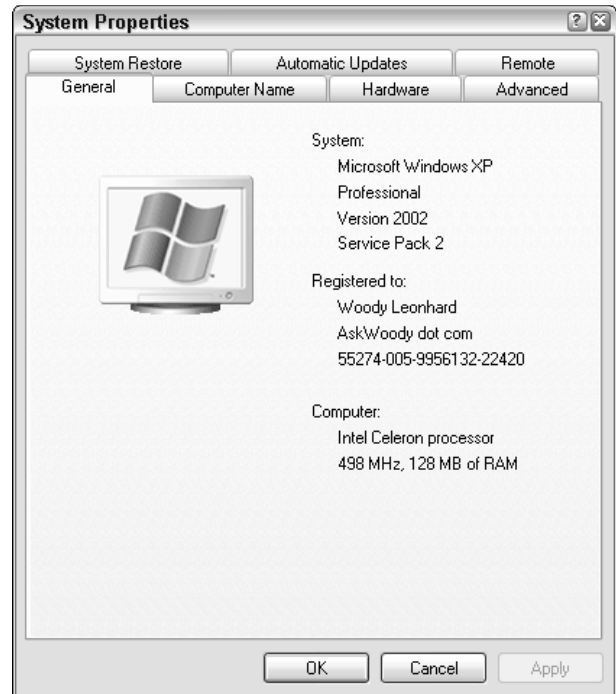 System Properties
System Restore
Automatic Updates
Remote
General
Computer Name
Hardware
Advanced
System:
Microsoft Windows XP
Professional
Version 2002
Service Pack 2
Registered to:
Woody Leonhard
AskWoody dot com
55274-005-9956132-22420
Computer:
Intel Celeron processor
498 MHz, 128 MB of RAM
OK
Cancel
Apply